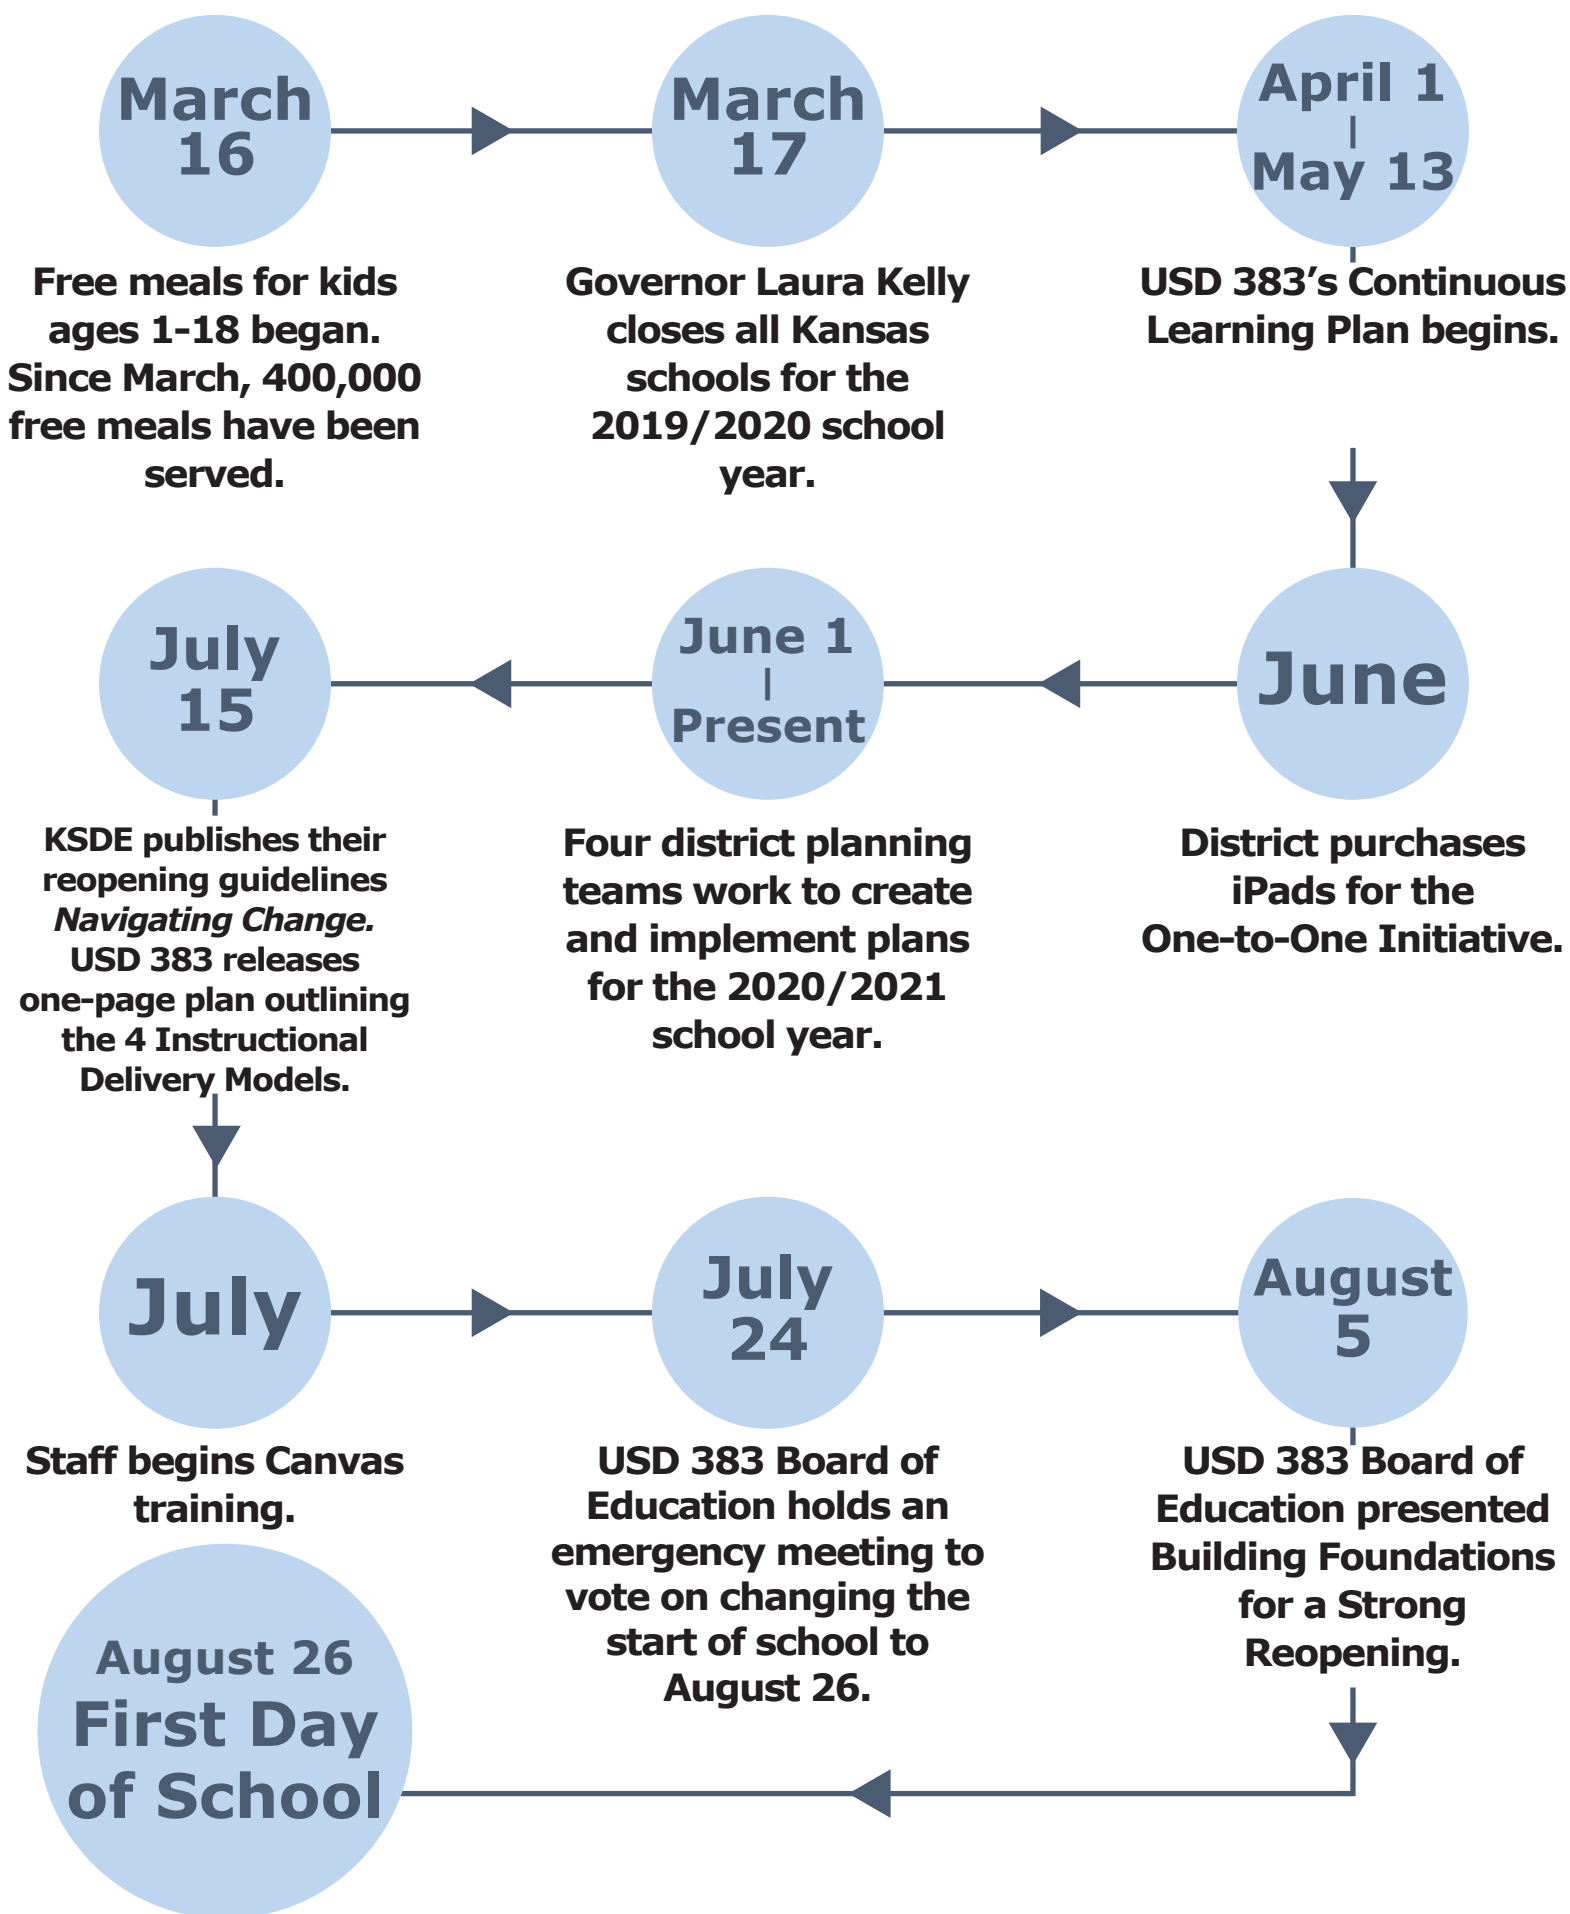 March
16
Free meals for kids
ages 1-18 began.
Since March, 400,000
free meals have been
served.
March
17
Governor Laura Kelly
closes all Kansas
schools for the
2019/2020 school
year.
April 1
|
May 13
USD 383’s Continuous
Learning Plan begins.
June
District purchases
iPads for the
One-to-One Initiative.
June 1
|
Present
Four district planning
teams work to create
and implement plans
for the 2020/2021
school year.
July
15
KSDE publishes their
reopening guidelines
Navigating Change.
USD 383 releases
one-page plan outlining
the 4 Instructional
Delivery Models.
July
Staff begins Canvas
training.
July
24
USD 383 Board of
Education holds an
emergency meeting to
vote on changing the
start of school to
August 26.
August
5
USD 383 Board of
Education presented
Building Foundations
for a Strong
Reopening.
August 26
First Day
of School